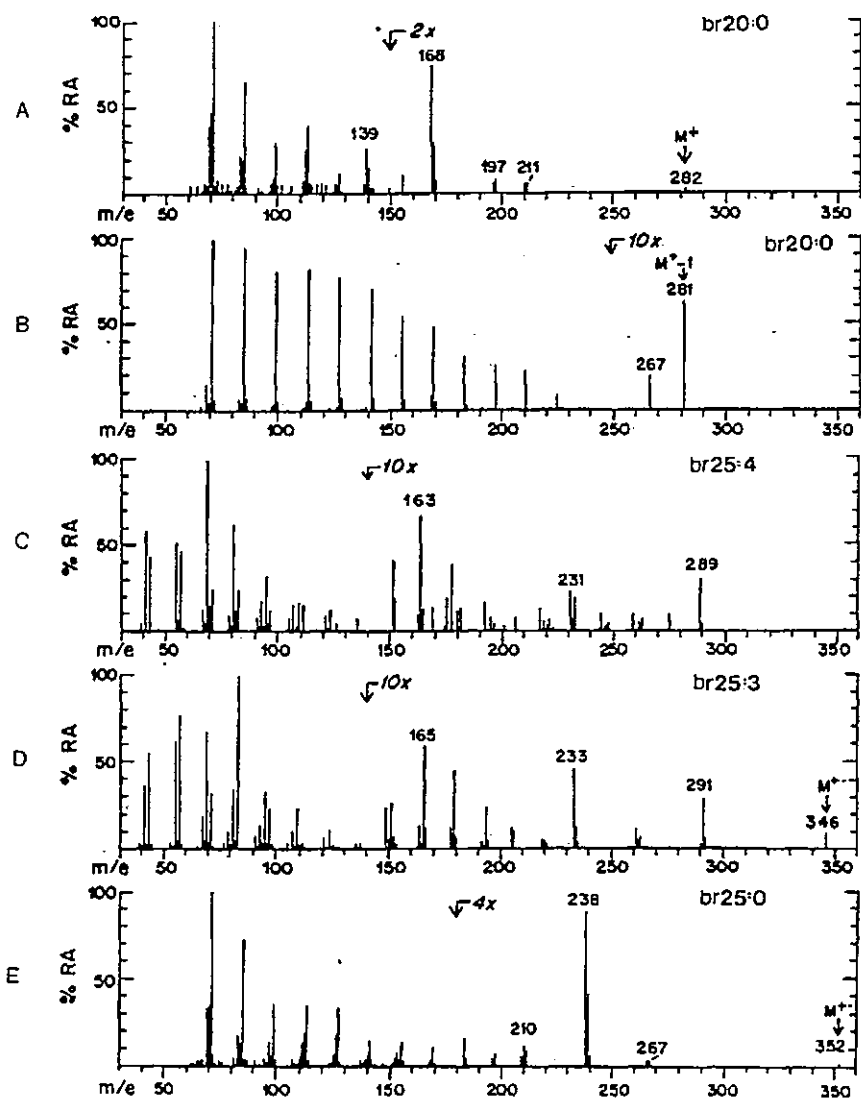 A
% RA
100
50
2x
br20:0
139
168
197
211
M+
282
m/e 50 100 150 200 250 300 350
B
% RA
100
50
10x
br20:0
M+-1
281
267
m/e 50 100 150 200 250 300 350
C
% RA
100
50
10x
br25:4
163
231
289
m/e 50 100 150 200 250 300 350
D
% RA
100
50
10x
br25:3
165
233
291
M+
346
m/e 50 100 150 200 250 300 350
E
% RA
100
50
4x
br25:0
210
238
267
M+
352
m/e 50 100 150 200 250 300 350